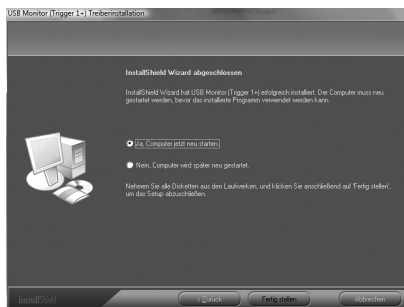 USB Monitor (Trigger 1+) Treiberinstallation
InstallShield Wizard abgeschlossen
InstallShield Wizard hat USB Monitor (Trigger 1+) erfolgreich installiert. Der Computer muss neu
gestartet werden, bevor das installierte Programm verwendet werden kann.
Ja, Computer jetzt neu starten.
Nein, Computer wird später neu gestartet.
Nehmen Sie alle Disketten aus den Laufwerken, und klicken Sie anschließend auf 'Fertig stellen',
um das Setup abzuschließen.
InstallShield
< Zurück Fertig stellen Abbrechen